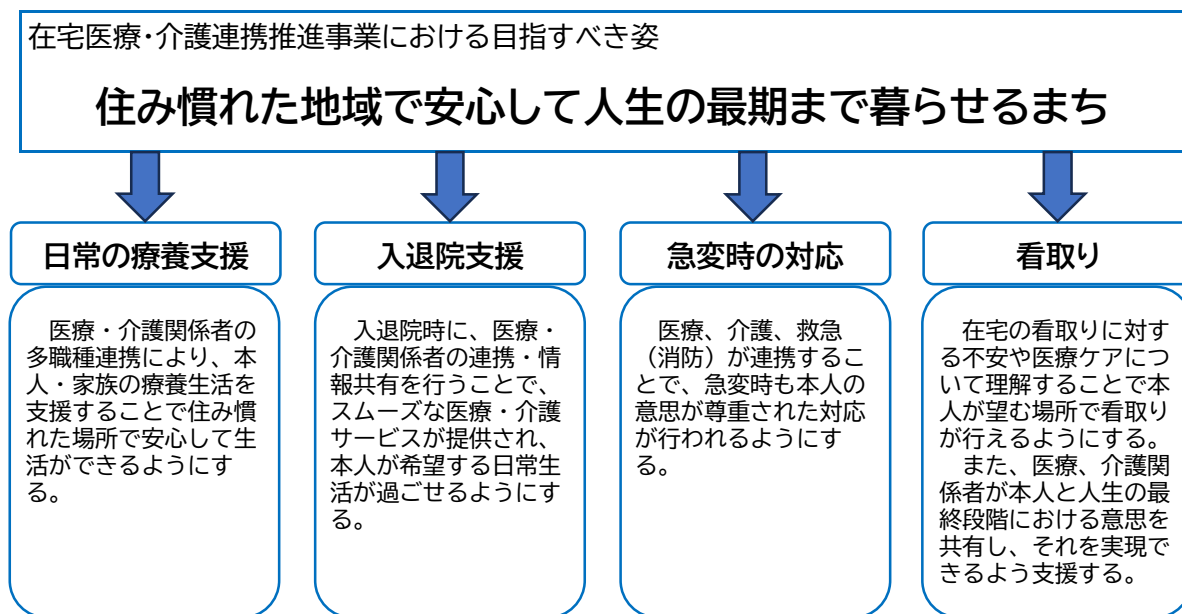 在宅医療･介護連携推進事業における目指すべき姿
住み慣れた地域で安心して人生の最期まで暮らせるまち
日常の療養支援
医療・介護関係者の
多職種連携により、本
人・家族の療養生活を
支援することで住み慣
れた場所で安心して生
活ができるようにす
る。
入退院支援
入退院時に、医療・
介護関係者の連携・情
報共有を行うことで、
スムーズな医療・介護
サービスが提供され、
本人が希望する日常生
活が過ごせるようにす
る。
急変時の対応
医療、介護、救急
（消防）が連携するこ
とで、急変時も本人の
意思が尊重された対応
が行われるようにす
る。
看取り
在宅の看取りに対す
る不安や医療ケアにつ
いて理解することで本
人が望む場所で看取り
が行えるようにする。
また、医療、介護関
係者が本人と人生の最
終段階における意思を
共有し、それを実現で
きるよう支援する。